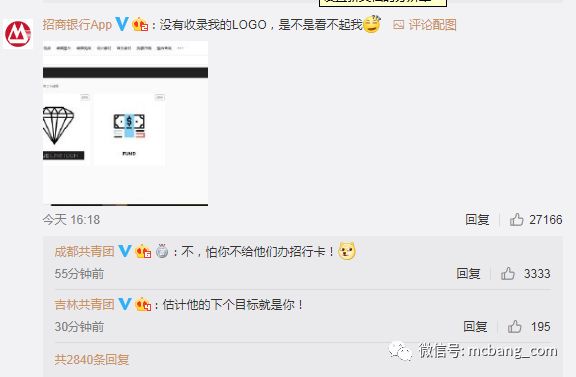 招商银行App：没有收录我的LOGO，是不是看不起我 评论配图
FUND
今天 16:18 回复 27166
成都共青团：不，怕你不给他们办招行卡！
55分钟前 回复 3333
吉林共青团：估计他的下个目标就是你！
30分钟前 回复 195
共2840条回复
微信号: mcbang_com